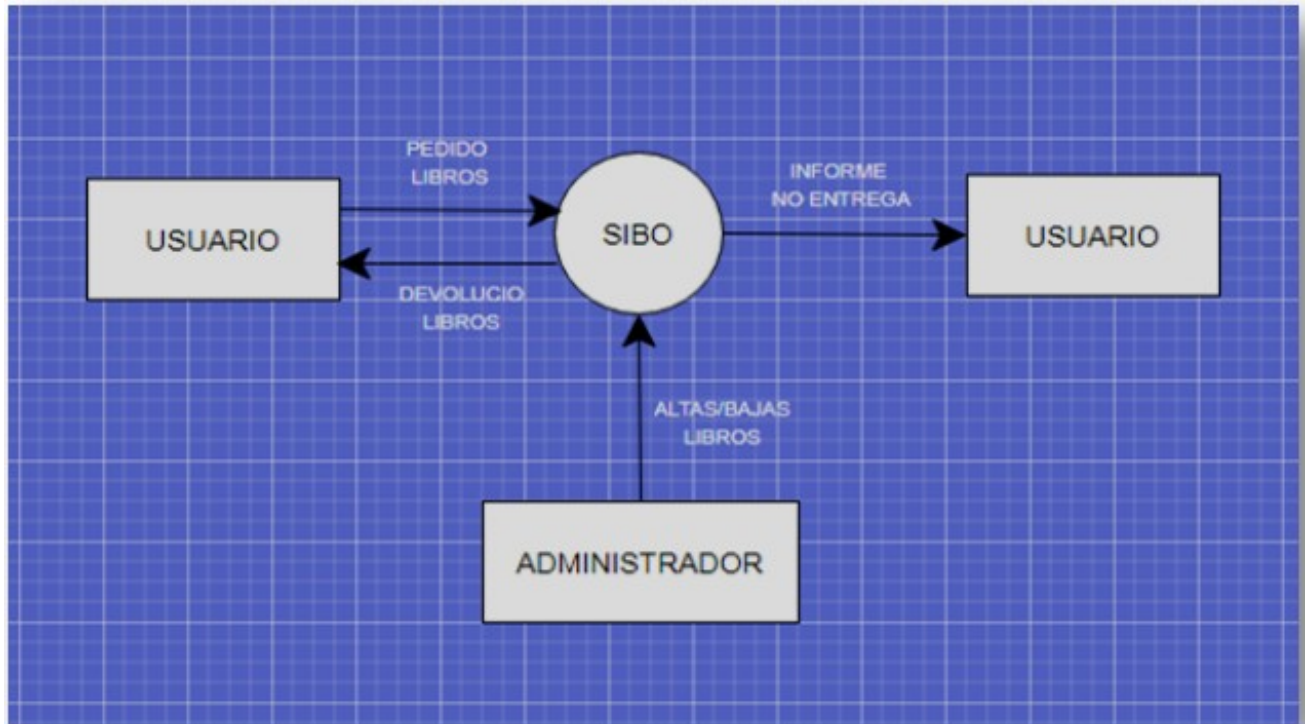 PEDIDO
LIBROS
USUARIO
DEVOLUCIO
LIBROS
SIBO
INFORME
NO ENTREGA
USUARIO
ALTAS/BAJAS
LIBROS
ADMINISTRADOR